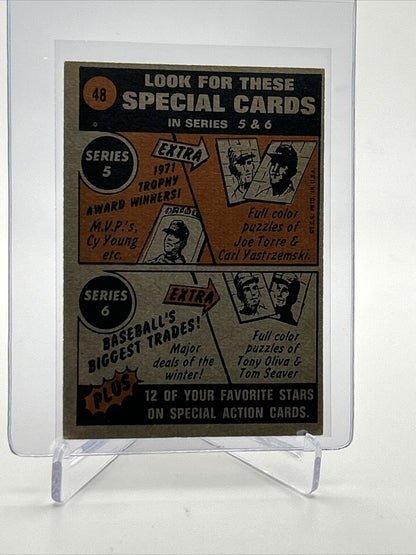 48
LOOK FOR THESE
SPECIAL CARDS
IN SERIES 5 & 6
SERIES
5
EXTRA
1971
TROPHY
AWARD WINNERS!
M.V.P.'s,
Cy Young
etc.
Full color
puzzles of
Joe Torre &
Carl Yastrzemski.
SERIES
6
EXTRA
BASEBALL'S
BIGGEST TRADES!
Major
deals of the
winter!
Full color
puzzles of
Tony Oliva &
Tom Seaver
PLUS
12 OF YOUR FAVORITE STARS
ON SPECIAL ACTION CARDS.